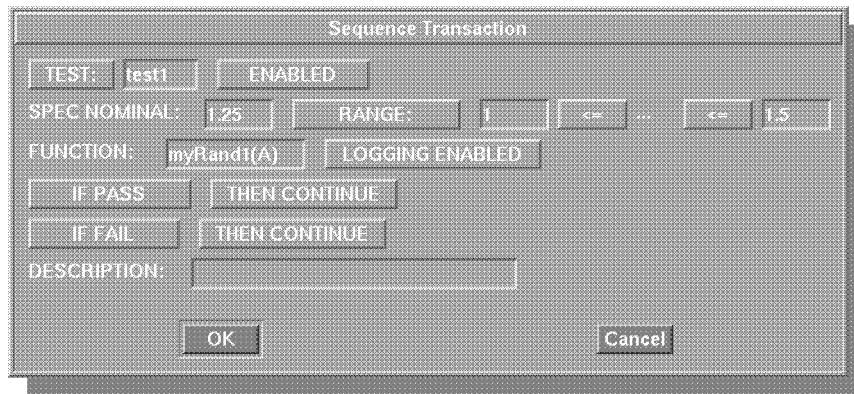 Sequence Transaction
TEST: test1 ENABLED
SPEC NOMINAL: 1.25 RANGE: 1 <= ... <= 1.5
FUNCTION: myRand1(A) LOGGING ENABLED
IF PASS THEN CONTINUE
IF FAIL THEN CONTINUE
DESCRIPTION:
OK Cancel